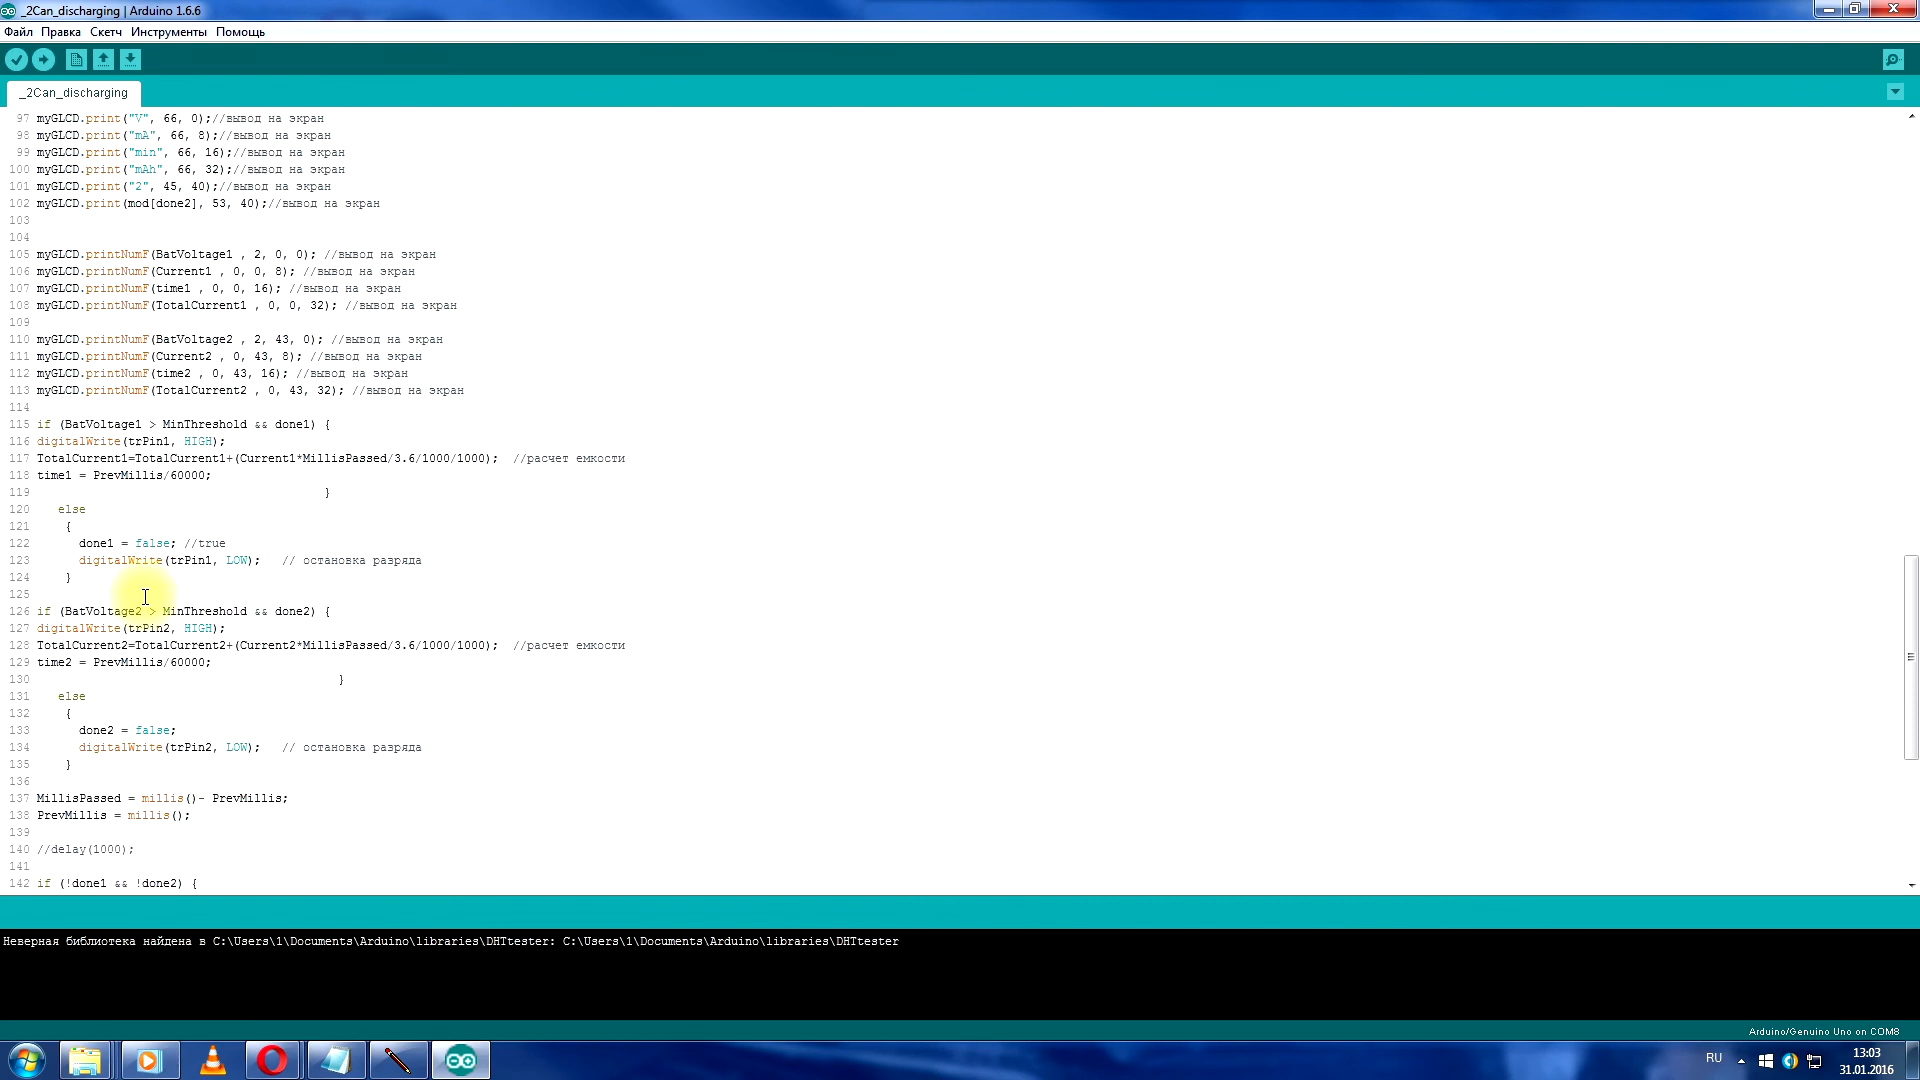 _2Can_discharging | Arduino 1.6.6
Файл Правка Скетч Инструменты Помощь
_2Can_discharging
97 myGLCD.print("V", 66, 0);//вывод на экран
98 myGLCD.print("mA", 66, 8);//вывод на экран
99 myGLCD.print("min", 66, 16);//вывод на экран
100 myGLCD.print("mAh", 66, 32);//вывод на экран
101 myGLCD.print("2", 45, 40);//вывод на экран
102 myGLCD.print(mod[done2], 53, 40);//вывод на экран
103
104
105 myGLCD.printNumF(BatVoltage1 , 2, 0, 0); //вывод на экран
106 myGLCD.printNumF(Current1 , 0, 0, 8); //вывод на экран
107 myGLCD.printNumF(time1 , 0, 0, 16); //вывод на экран
108 myGLCD.printNumF(TotalCurrent1 , 0, 0, 32); //вывод на экран
109
110 myGLCD.printNumF(BatVoltage2 , 2, 43, 0); //вывод на экран
111 myGLCD.printNumF(Current2 , 0, 43, 8); //вывод на экран
112 myGLCD.printNumF(time2 , 0, 43, 16); //вывод на экран
113 myGLCD.printNumF(TotalCurrent2 , 0, 43, 32); //вывод на экран
114
115 if (BatVoltage1 > MinThreshold && done1) {
116 digitalWrite(trPin1, HIGH);
117 TotalCurrent1=TotalCurrent1+(Current1*MillisPassed/3.6/1000/1000); //расчет емкости
118 time1 = PrevMillis/60000;
119 }
120 else
121 {
122 done1 = false; //true
123 digitalWrite(trPin1, LOW); // остановка разряда
124 }
125
126 if (BatVoltage2 > MinThreshold && done2) {
127 digitalWrite(trPin2, HIGH);
128 TotalCurrent2=TotalCurrent2+(Current2*MillisPassed/3.6/1000/1000); //расчет емкости
129 time2 = PrevMillis/60000;
130 }
131 else
132 {
133 done2 = false;
134 digitalWrite(trPin2, LOW); // остановка разряда
135 }
136
137 MillisPassed = millis()- PrevMillis;
138 PrevMillis = millis();
139
140 //delay(1000);
141
142 if (!done1 && !done2) {
Неверная библиотека найдена в C:\Users\1\Documents\Arduino\libraries\DHTtester: C:\Users\1\Documents\Arduino\libraries\DHTtester
Arduino/Genuino Uno on COM8
RU
13:03
31.01.2016